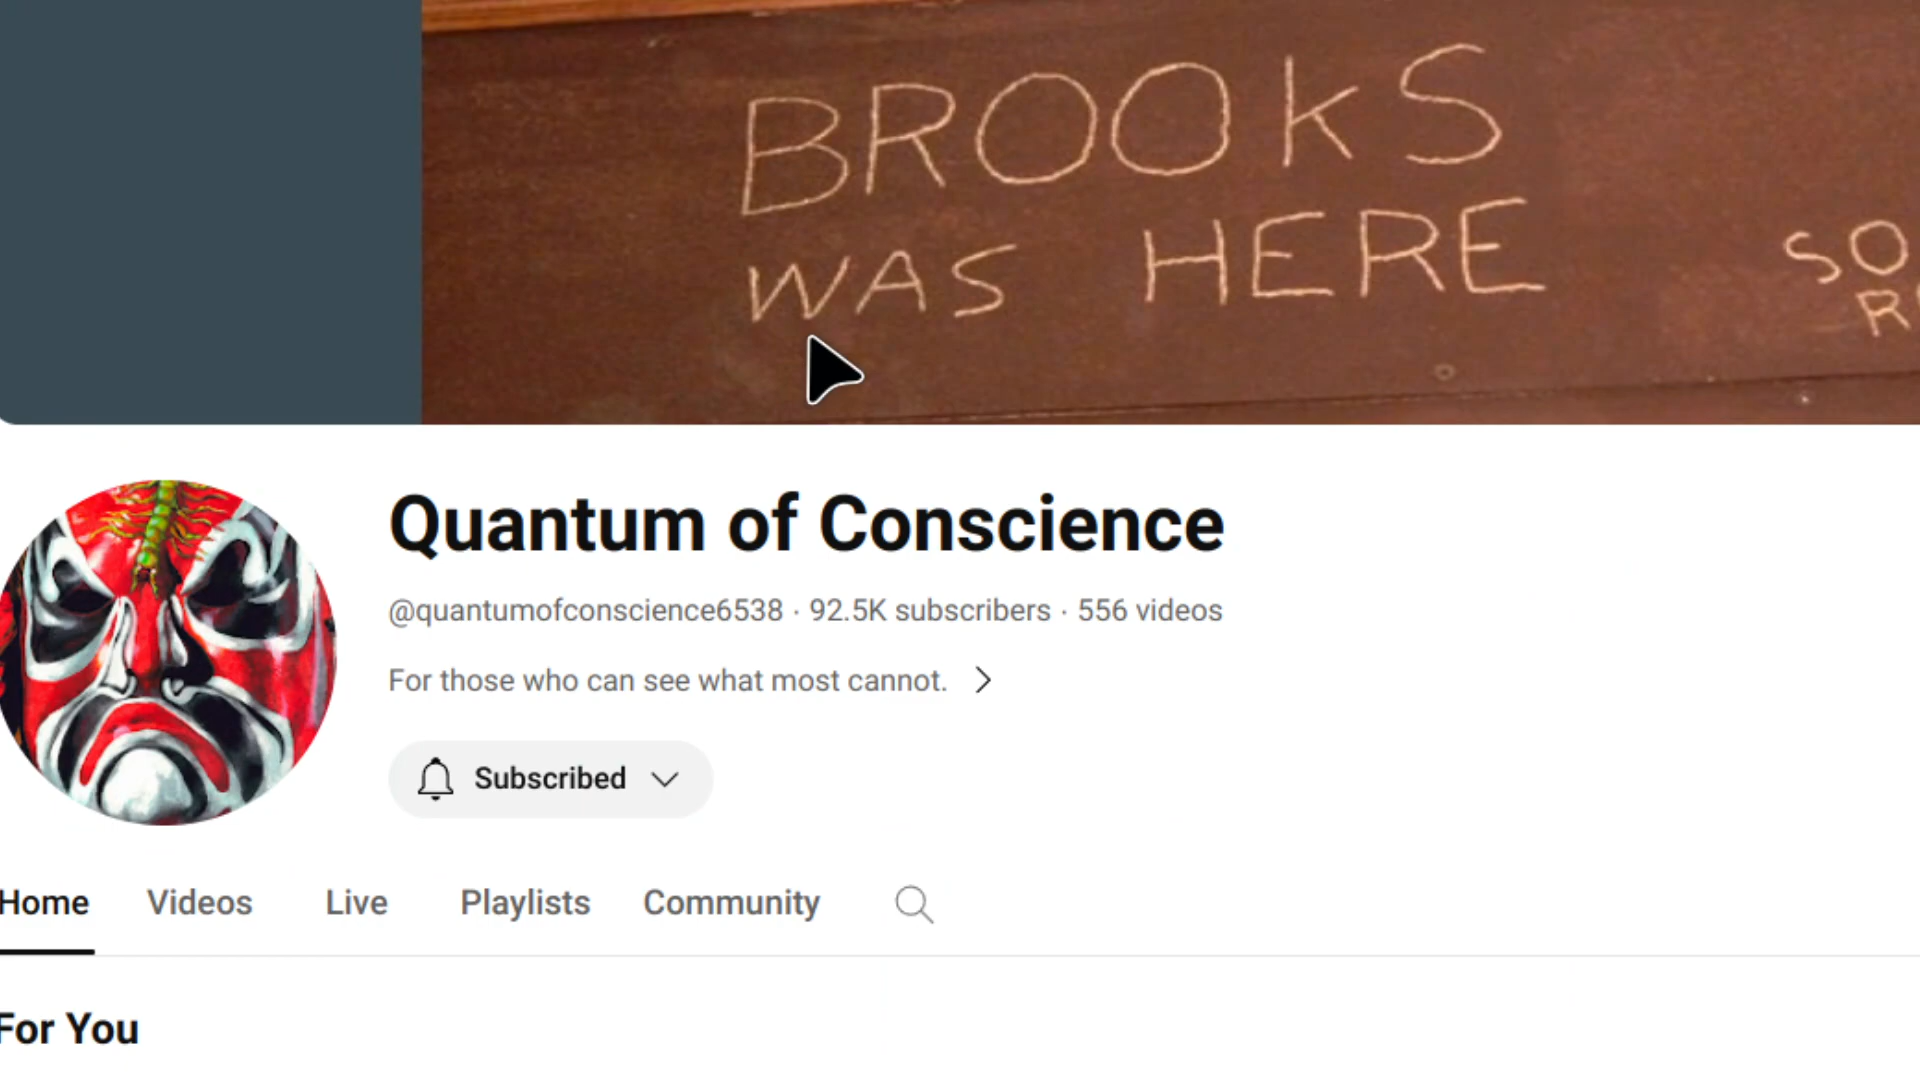 BROOKS
WAS HERE
SO
Quantum of Conscience
@quantumofconscience6538 · 92.5K subscribers · 556 videos
For those who can see what most cannot.
Subscribed
Home Videos Live Playlists Community
For You